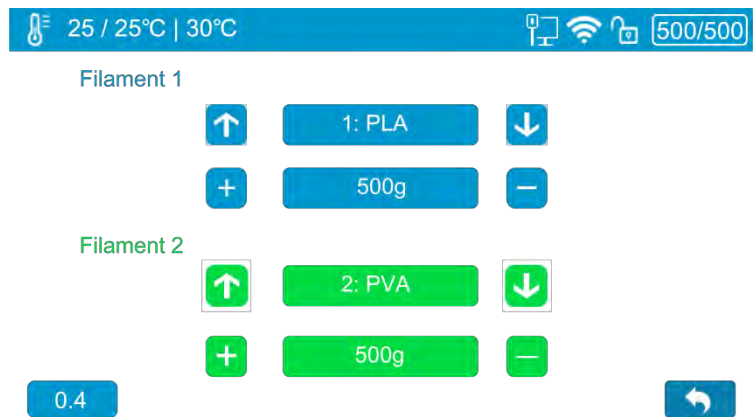 25 / 25℃ | 30℃ 500/500
Filament 1
1: PLA
+ 500g −
Filament 2
2: PVA
+ 500g −
0.4